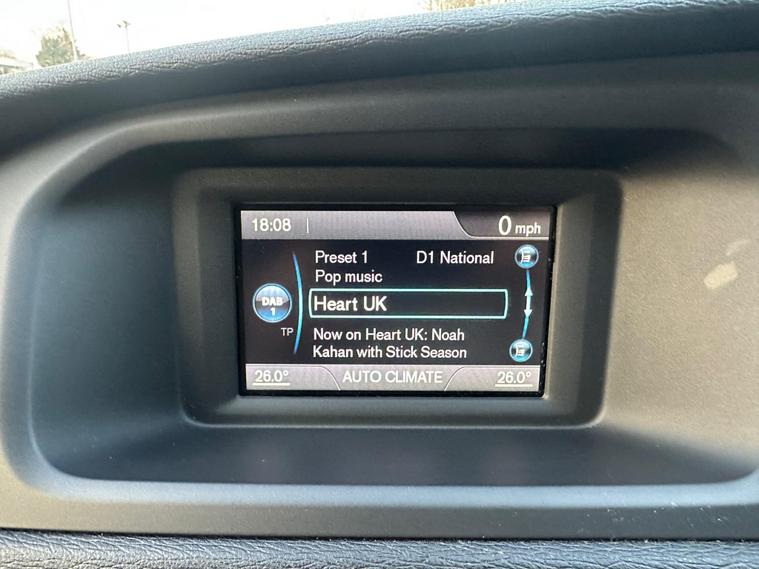 18:08
0 mph
Preset 1 D1 National
Pop music
DAB
1
Heart UK
TP
Now on Heart UK: Noah
Kahan with Stick Season
26.0° AUTO CLIMATE 26.0°